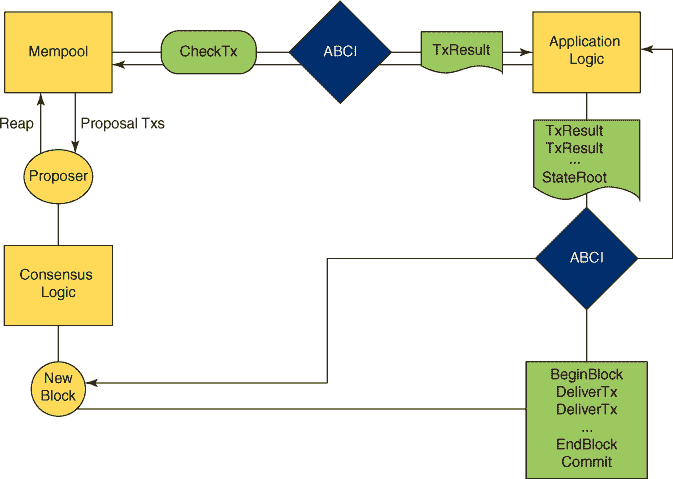 Mempool
CheckTx
ABCI
TxResult
Application
Logic
Reap
Proposal Txs
TxResult
TxResult
...
StateRoot
Proposer
ABCI
Consensus
Logic
New
Block
BeginBlock
DeliverTx
DeliverTx
...
EndBlock
Commit